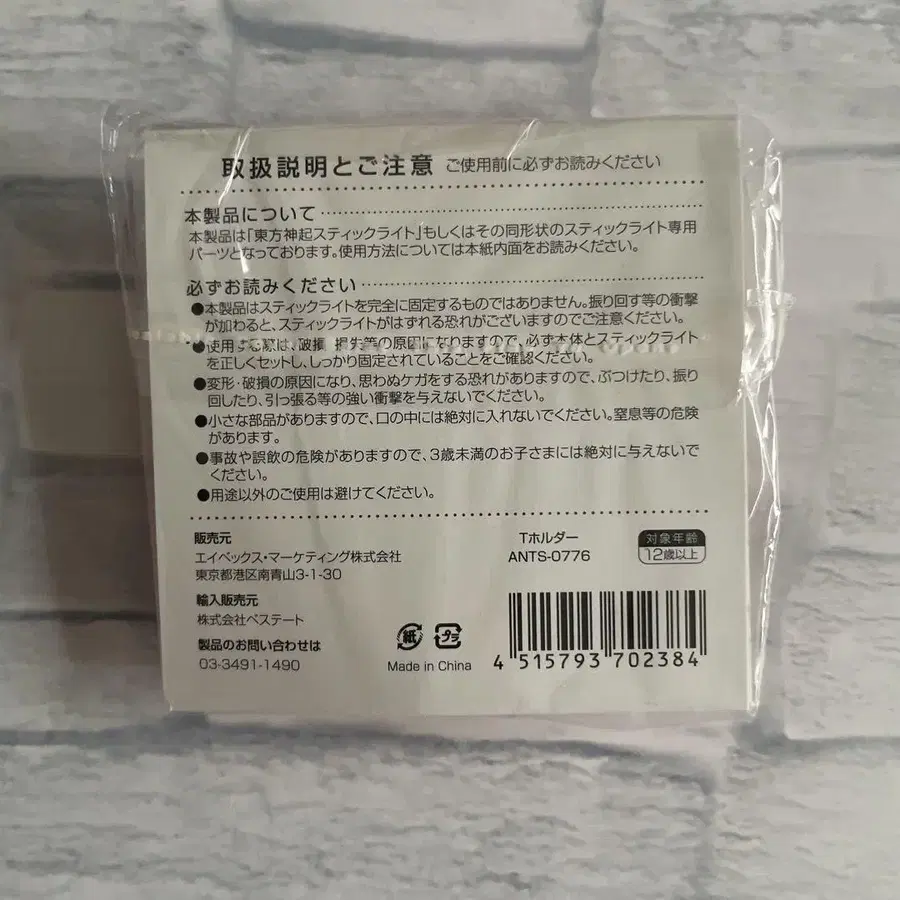 取扱説明とご注意 ご使用前に必ずお読みください
本製品について
本製品は「東方神起スティックライト」もしくはその同形状のスティックライト専用
パーツとなっております。使用方法については本紙内面をお読みください。
必ずお読みください
●本製品はスティックライトを完全に固定するものではありません。振り回す等の衝撃
が加わると、スティックライトがはずれる恐れがございますのでご注意ください。
●使用する際は、破損、損失等の原因になりますので、必ず本体とスティックライト
を正しくセットし、しっかり固定されていることをご確認ください。
●変形・破損の原因になり、思わぬケガをする恐れがありますので、ぶつけたり、振り
回したり、引っ張る等の強い衝撃を与えないでください。
●小さな部品がありますので、口の中には絶対に入れないでください。窒息等の危険
があります。
●事故や誤飲の危険がありますので、3歳未満のお子さまには絶対に与えないで
ください。
●用途以外のご使用は避けてください。
販売元
エイベックス・マーケティング株式会社
東京都港区南青山3-1-30
輸入販売元
株式会社ベステート
製品のお問い合わせは
03-3491-1490
Tホルダー
ANTS-0776
対象年齢
12歳以上
紙
プラ
Made in China
4 515793 702384